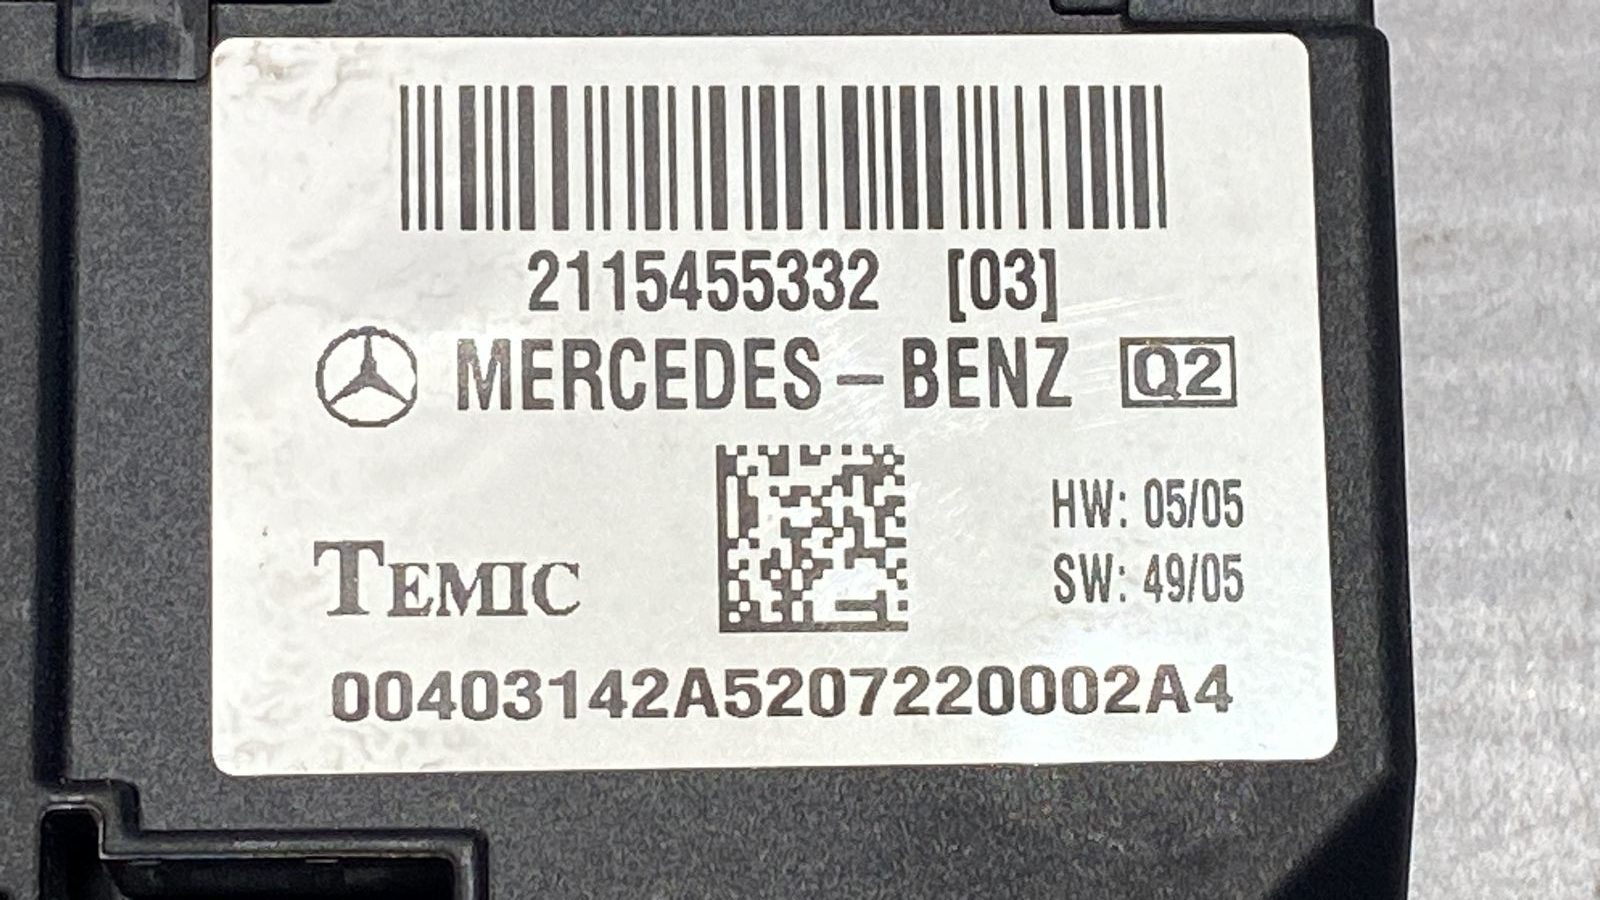 2115455332 [03]
MERCEDES-BENZ Q2
HW: 05/05
TEMIC
SW: 49/05
00403142A5207220002A4